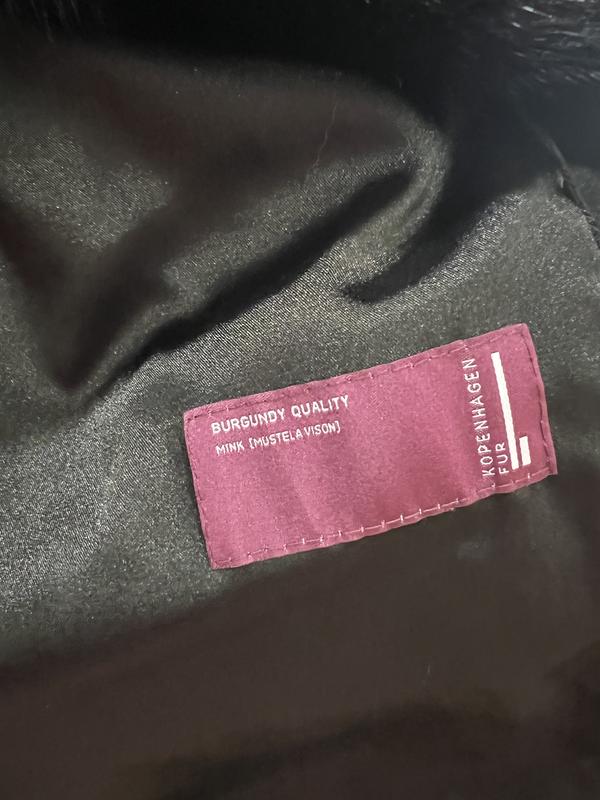 BURGUNDY QUALITY
MINK [MUSTELA VISON]
KOPENHAGEN
FUR